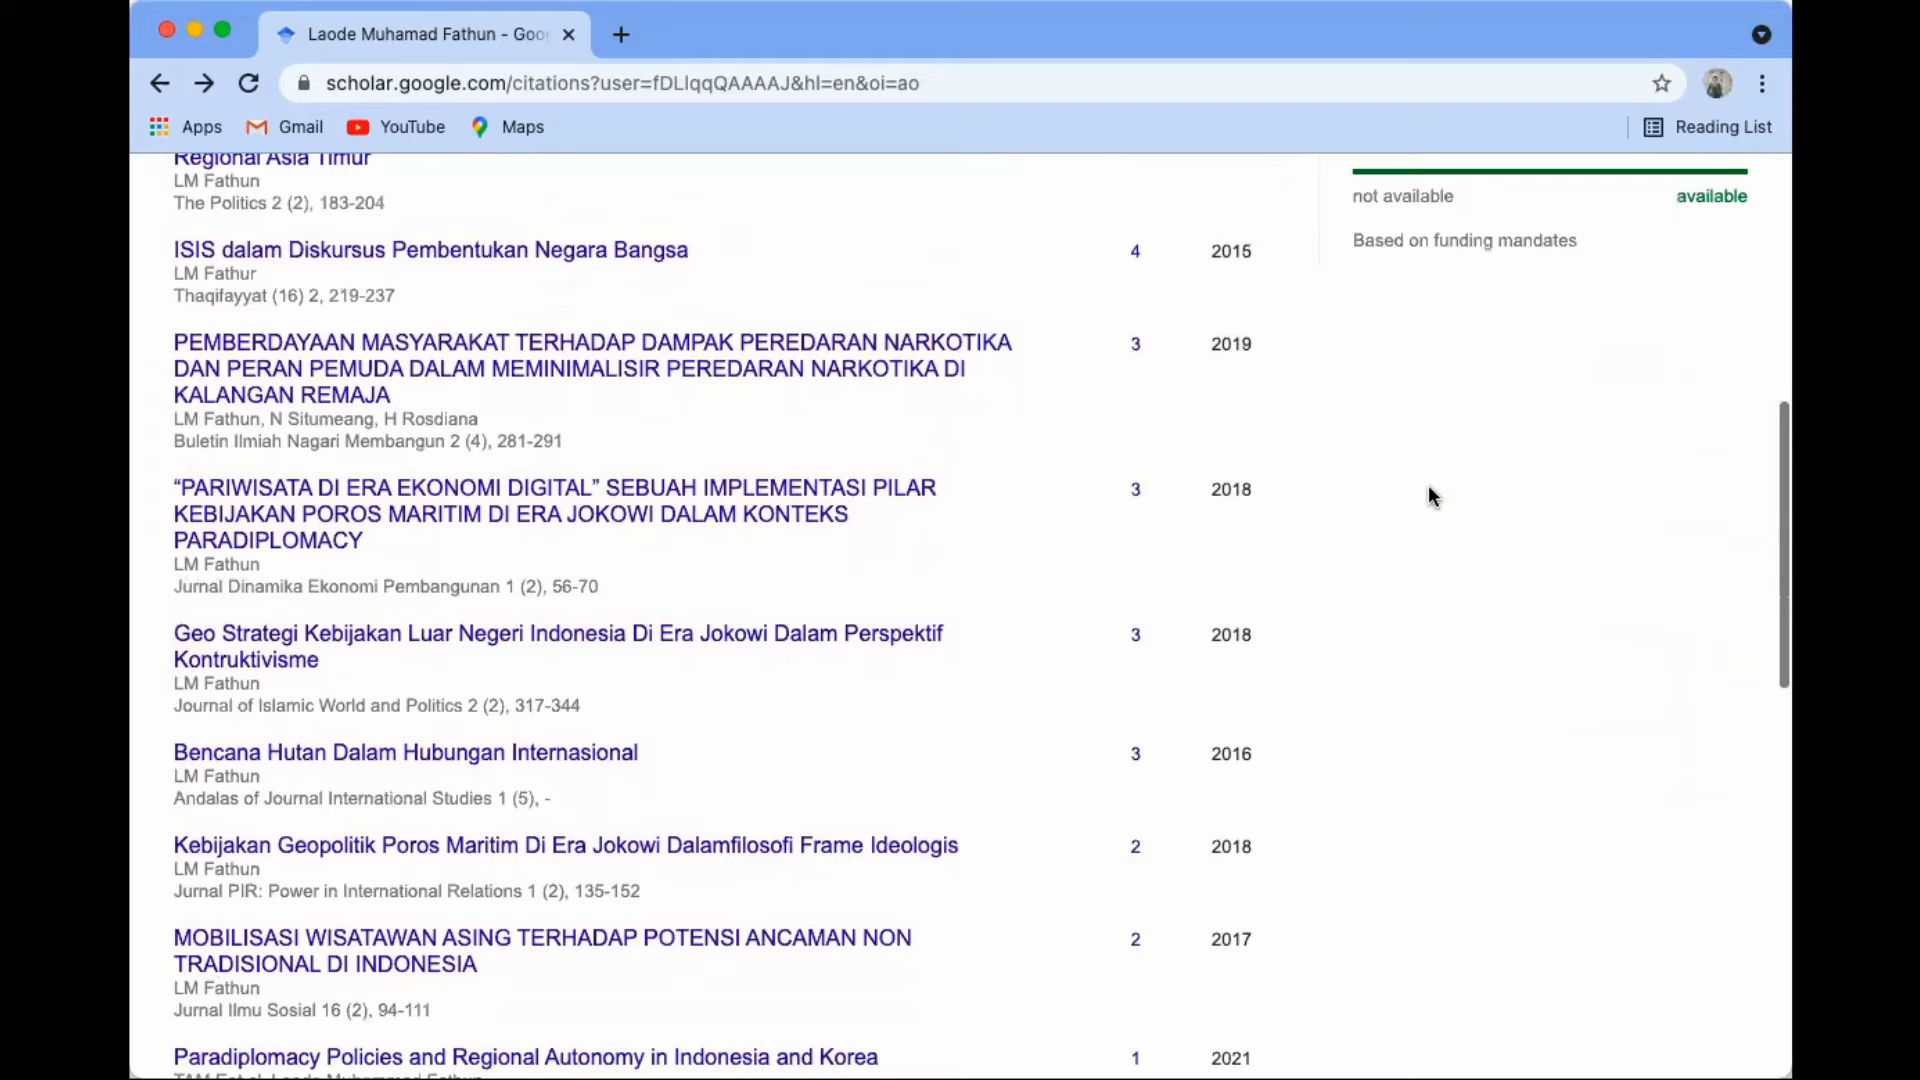 Laode Muhamad Fathun - Goo
scholar.google.com/citations?user=fDLlqqQAAAAJ&hl=en&oi=ao
Apps Gmail YouTube Maps Reading List
Regional Asia Timur
LM Fathun
The Politics 2 (2), 183-204
not available available
Based on funding mandates
ISIS dalam Diskursus Pembentukan Negara Bangsa 4 2015
LM Fathur
Thaqifayyat (16) 2, 219-237
PEMBERDAYAAN MASYARAKAT TERHADAP DAMPAK PEREDARAN NARKOTIKA 3 2019
DAN PERAN PEMUDA DALAM MEMINIMALISIR PEREDARAN NARKOTIKA DI
KALANGAN REMAJA
LM Fathun, N Situmeang, H Rosdiana
Buletin Ilmiah Nagari Membangun 2 (4), 281-291
“PARIWISATA DI ERA EKONOMI DIGITAL” SEBUAH IMPLEMENTASI PILAR 3 2018
KEBIJAKAN POROS MARITIM DI ERA JOKOWI DALAM KONTEKS
PARADIPLOMACY
LM Fathun
Jurnal Dinamika Ekonomi Pembangunan 1 (2), 56-70
Geo Strategi Kebijakan Luar Negeri Indonesia Di Era Jokowi Dalam Perspektif 3 2018
Kontruktivisme
LM Fathun
Journal of Islamic World and Politics 2 (2), 317-344
Bencana Hutan Dalam Hubungan Internasional 3 2016
LM Fathun
Andalas of Journal International Studies 1 (5), -
Kebijakan Geopolitik Poros Maritim Di Era Jokowi Dalamfilosofi Frame Ideologis 2 2018
LM Fathun
Jurnal PIR: Power in International Relations 1 (2), 135-152
MOBILISASI WISATAWAN ASING TERHADAP POTENSI ANCAMAN NON 2 2017
TRADISIONAL DI INDONESIA
LM Fathun
Jurnal Ilmu Sosial 16 (2), 94-111
Paradiplomacy Policies and Regional Autonomy in Indonesia and Korea 1 2021